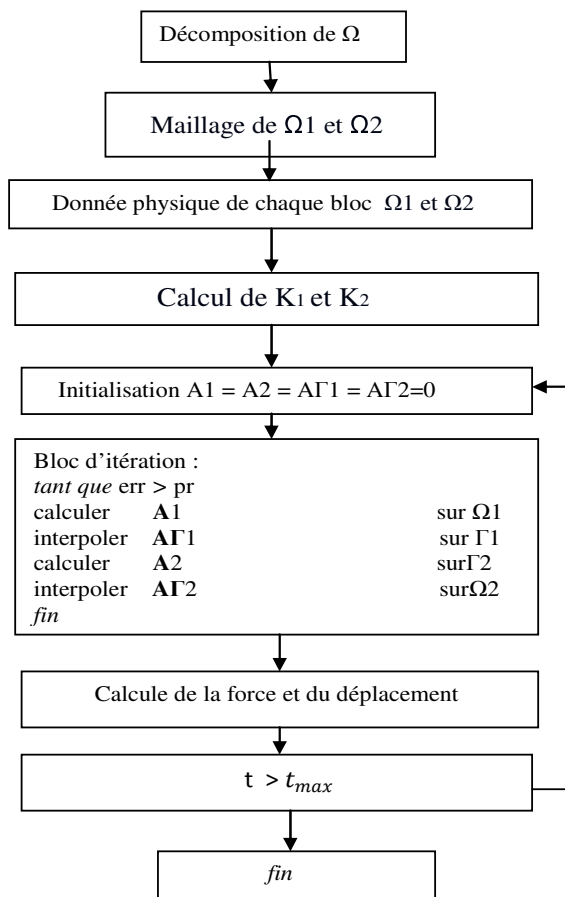 Décomposition de Ω
Maillage de Ω1 et Ω2
Donnée physique de chaque bloc Ω1 et Ω2
Calcul de K1 et K2
Initialisation A1 = A2 = AΓ1 = AΓ2=0
Bloc d’itération :
tant que err > pr
calculer A1 sur Ω1
interpoler AΓ1 sur Γ1
calculer A2 surΓ2
interpoler AΓ2 surΩ2
fin
Calcule de la force et du déplacement
t > tmax
fin